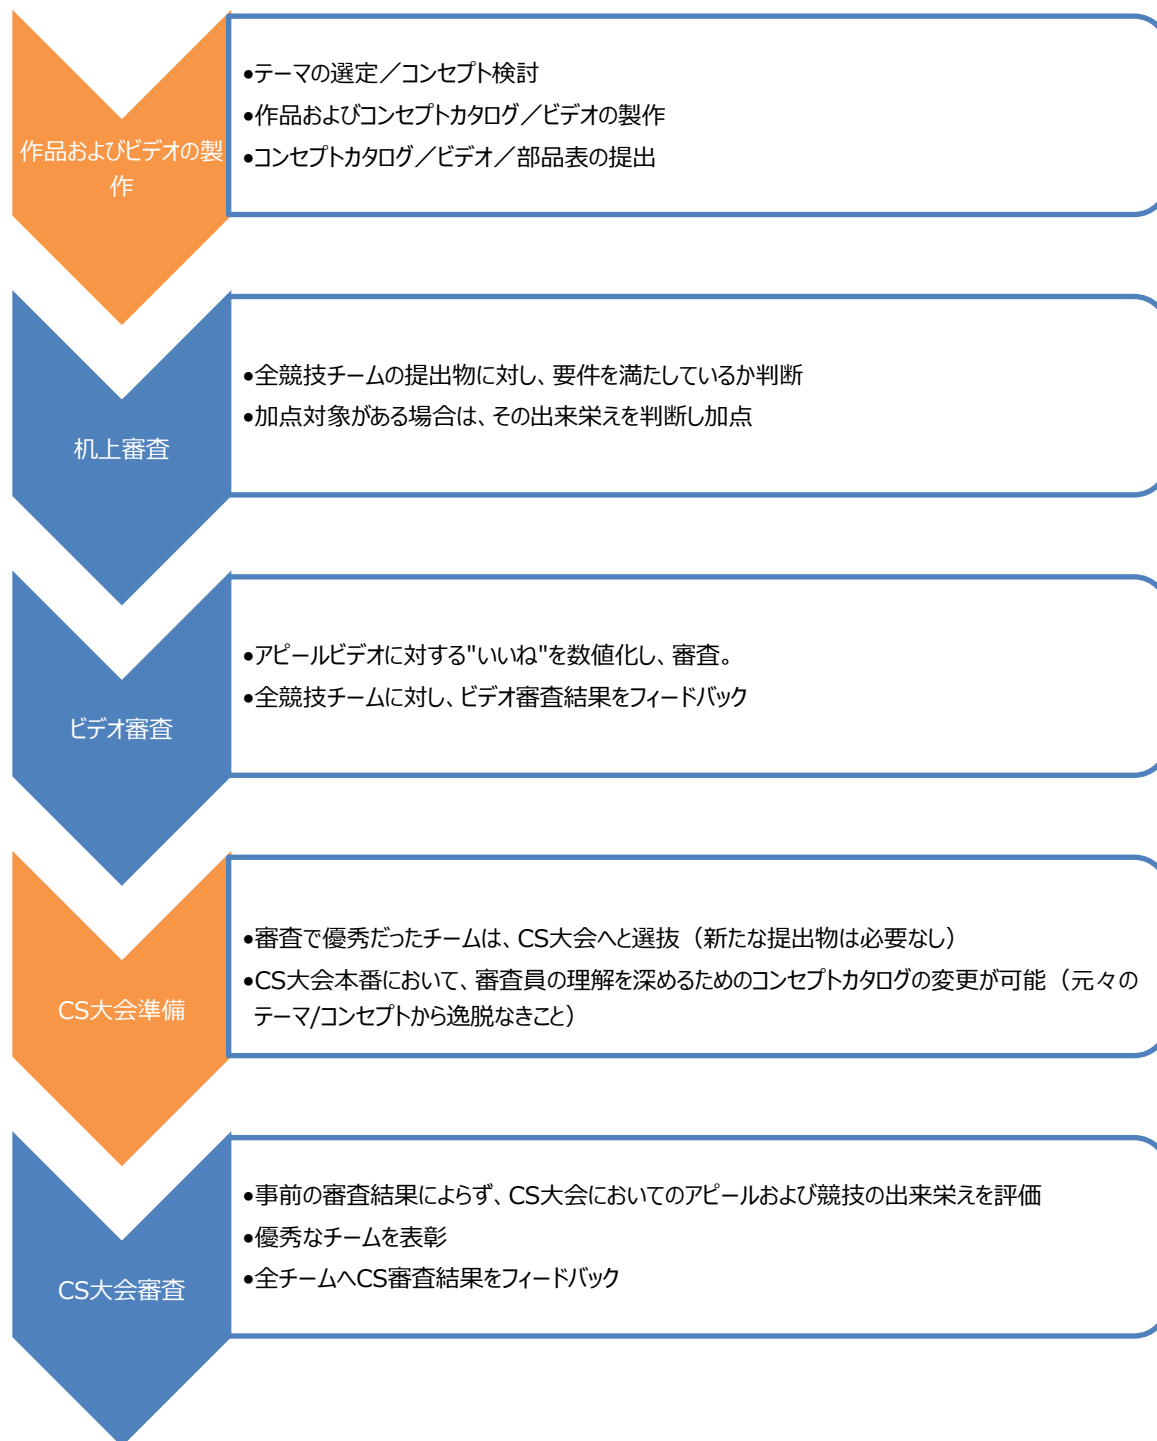 作品およびビデオの製
作
•テーマの選定／コンセプト検討
•作品およびコンセプトカタログ／ビデオの製作
•コンセプトカタログ／ビデオ／部品表の提出
机上審査
•全競技チームの提出物に対し、要件を満たしているか判断
•加点対象がある場合は、その出来栄えを判断し加点
ビデオ審査
•アピールビデオに対する"いいね"を数値化し、審査。
•全競技チームに対し、ビデオ審査結果をフィードバック
CS大会準備
•審査で優秀だったチームは、CS大会へと選抜（新たな提出物は必要なし）
•CS大会本番において、審査員の理解を深めるためのコンセプトカタログの変更が可能（元々の
テーマ/コンセプトから逸脱なきこと）
CS大会審査
•事前の審査結果によらず、CS大会においてのアピールおよび競技の出来栄えを評価
•優秀なチームを表彰
•全チームへCS審査結果をフィードバック